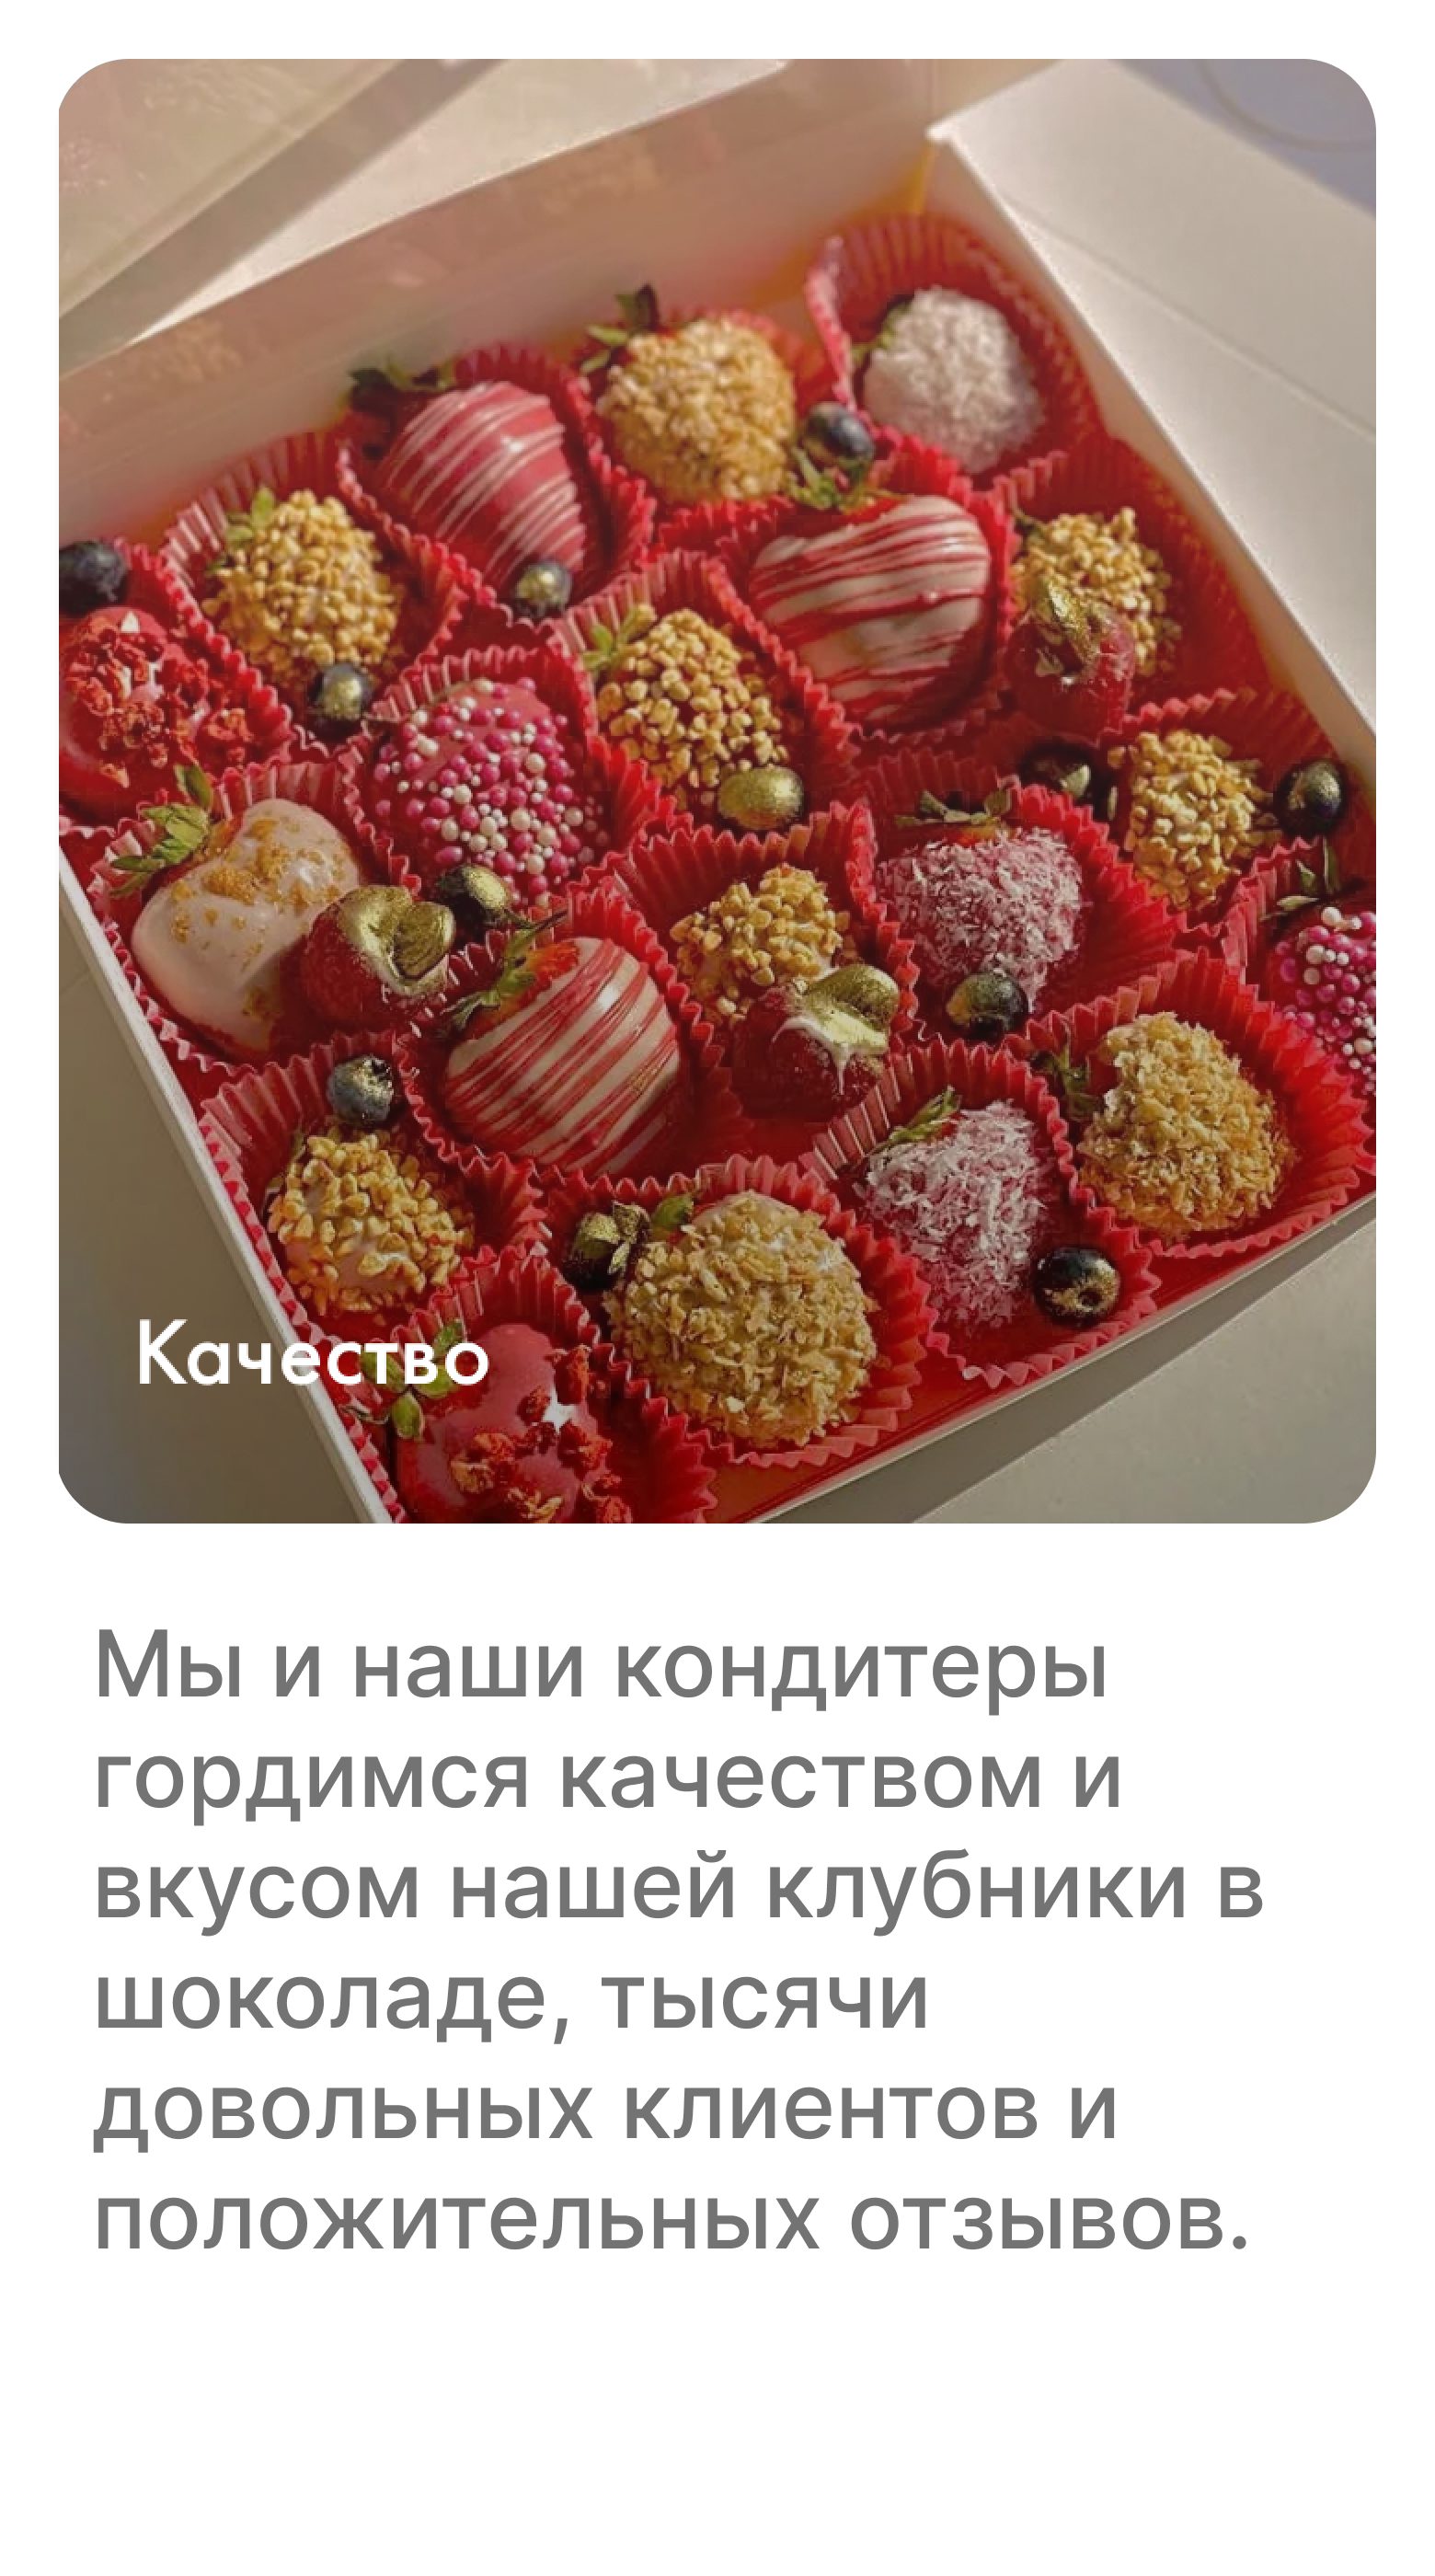 Качество
Мы и наши кондитеры
гордимся качеством и
вкусом нашей клубники в
шоколаде, тысячи
довольных клиентов и
положительных отзывов.